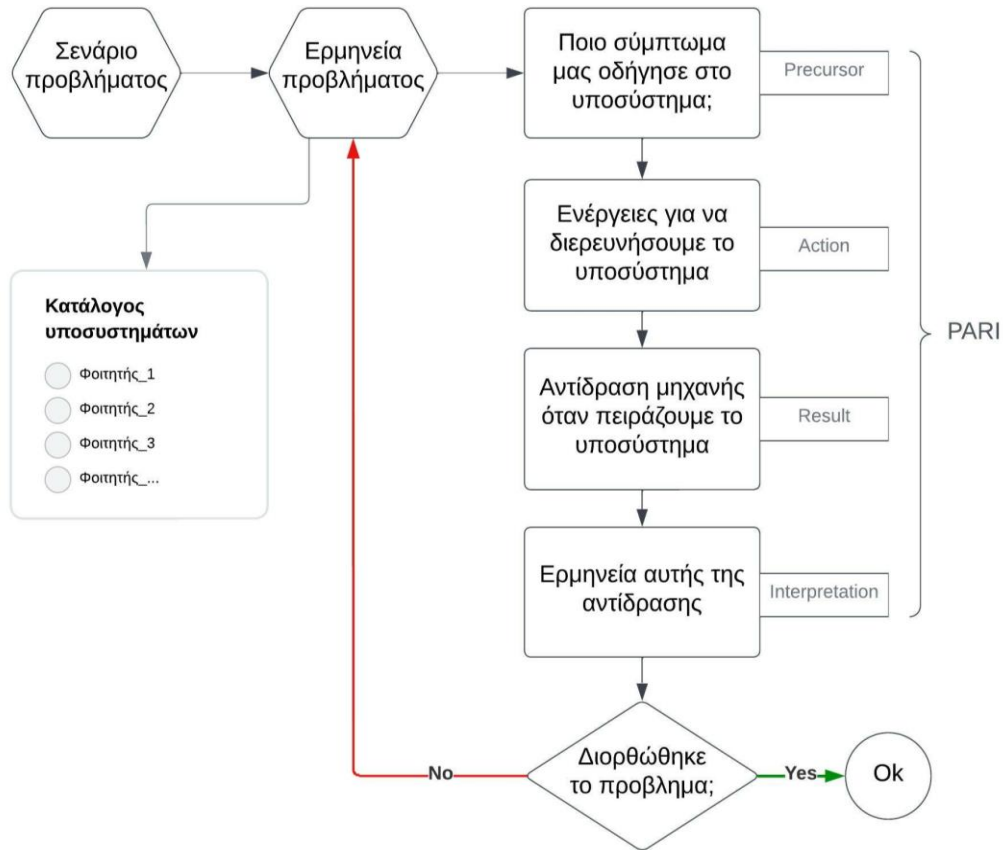 Σενάριο
προβλήματος
Ερμηνεία
προβλήματος
Ποιο σύμπτωμα
μας οδήγησε στο
υποσύστημα;
Precursor
Ενέργειες για να
διερευνήσουμε το
υποσύστημα
Action
Κατάλογος
υποσυστημάτων
Φοιτητής_1
Φοιτητής_2
Φοιτητής_3
Φοιτητής_...
PARI
Αντίδραση μηχανής
όταν πειράζουμε το
υποσύστημα
Result
Ερμηνεία αυτής της
αντίδρασης
Interpretation
Διορθώθηκε
το προβλημα;
No
Yes
Ok